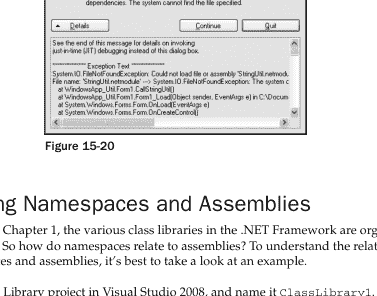 dependencies. The system cannot find the file specified.
Details
Continue
Quit
See the end of this message for details on invoking
just-in-time (JIT) debugging instead of this dialog box.
************** Exception Text **************
System.IO.FileNotFoundException: Could not load file or assembly 'StringUtil.netmodu
File name: 'StringUtil.netmodule' ---> System.IO.FileNotFoundException: The system c
at WindowsApp_Util.Form1.CallStringUtil()
at WindowsApp_Util.Form1.Form1_Load(Object sender, EventArgs e) in C:\Docum
at System.Windows.Forms.Form.OnLoad(EventArgs e)
at System.Windows.Forms.Form.OnCreateControl()
Figure 15-20
ng Namespaces and Assemblies
Chapter 1, the various class libraries in the .NET Framework are org
So how do namespaces relate to assemblies? To understand the relat
es and assemblies, it's best to take a look at an example.
Library project in Visual Studio 2008, and name it ClassLibrary1.